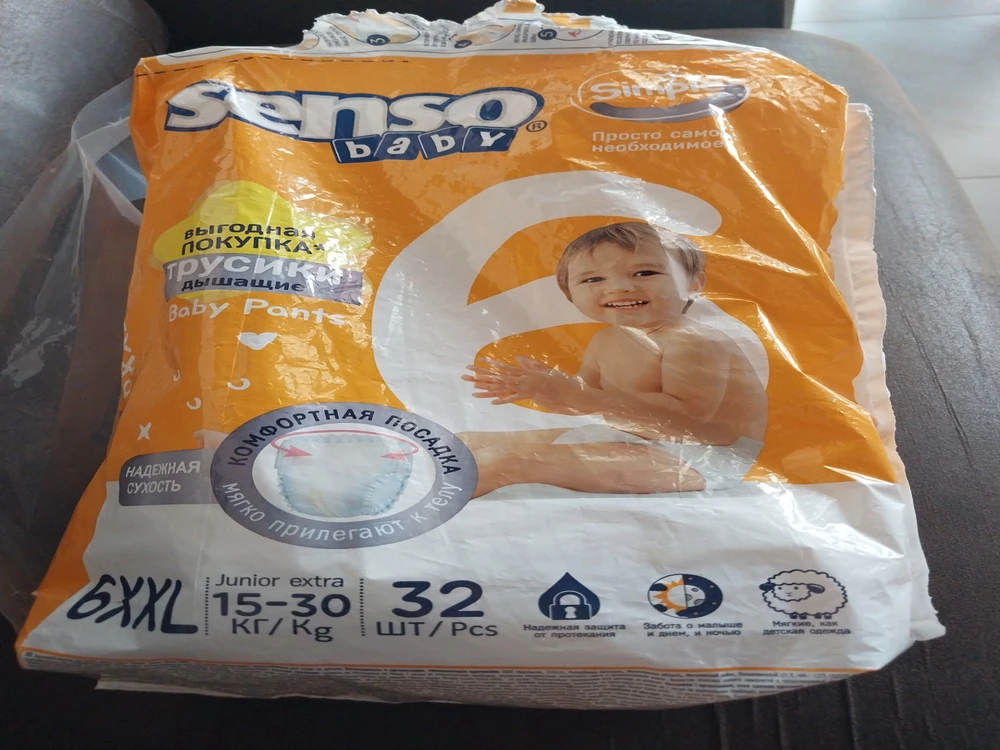 Senso
baby®
Simple
Просто само
необходимое
ВЫГОДНАЯ
ПОКУПКА*
трусики
дышащие
Baby Pants
КОМФОРТНАЯ ПОСАДКА
мягко прилегают к телу
НАДЕЖНАЯ
СУХОСТЬ
6XXL
Junior extra
15-30
КГ/Kg
32
ШТ/Pcs
Надежная защита
от протекания
Забота о малыше
и днем, и ночью
Мягкие, как
детская одежда